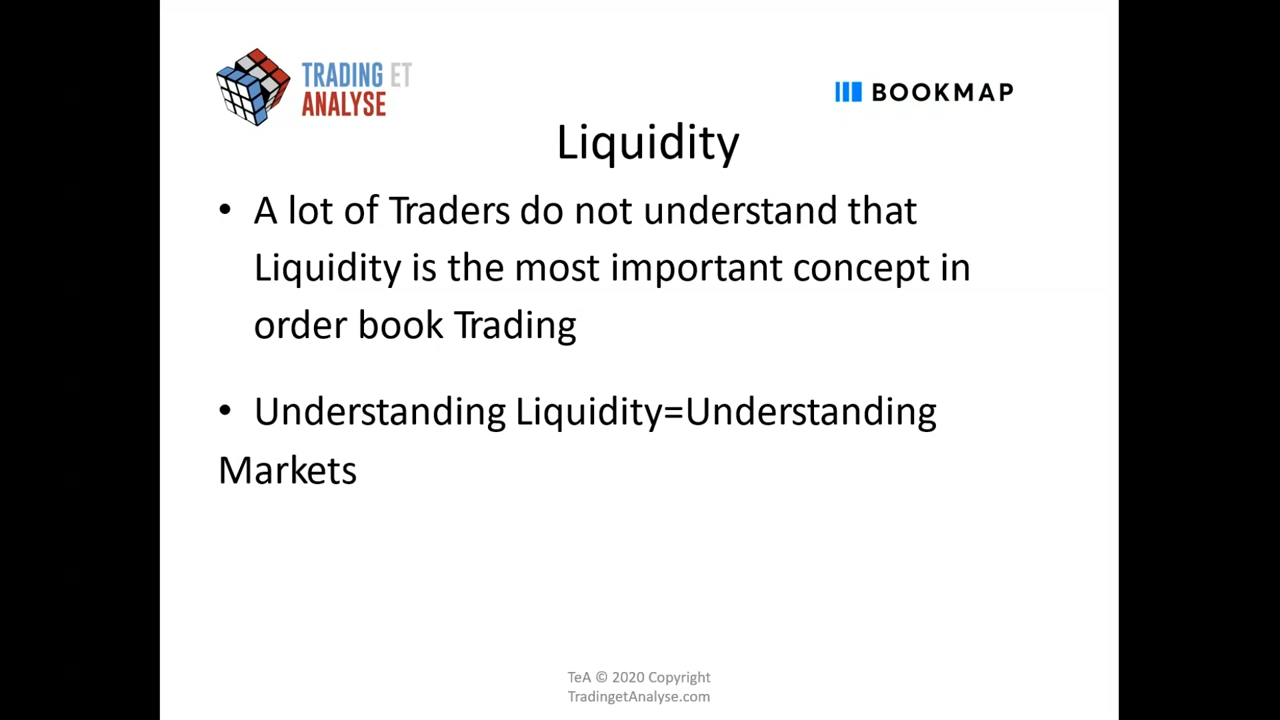 TRADING ET
ANALYSE
BOOKMAP
Liquidity
• A lot of Traders do not understand that
Liquidity is the most important concept in
order book Trading
• Understanding Liquidity=Understanding
Markets
TeA © 2020 Copyright
TradingetAnalyse.com